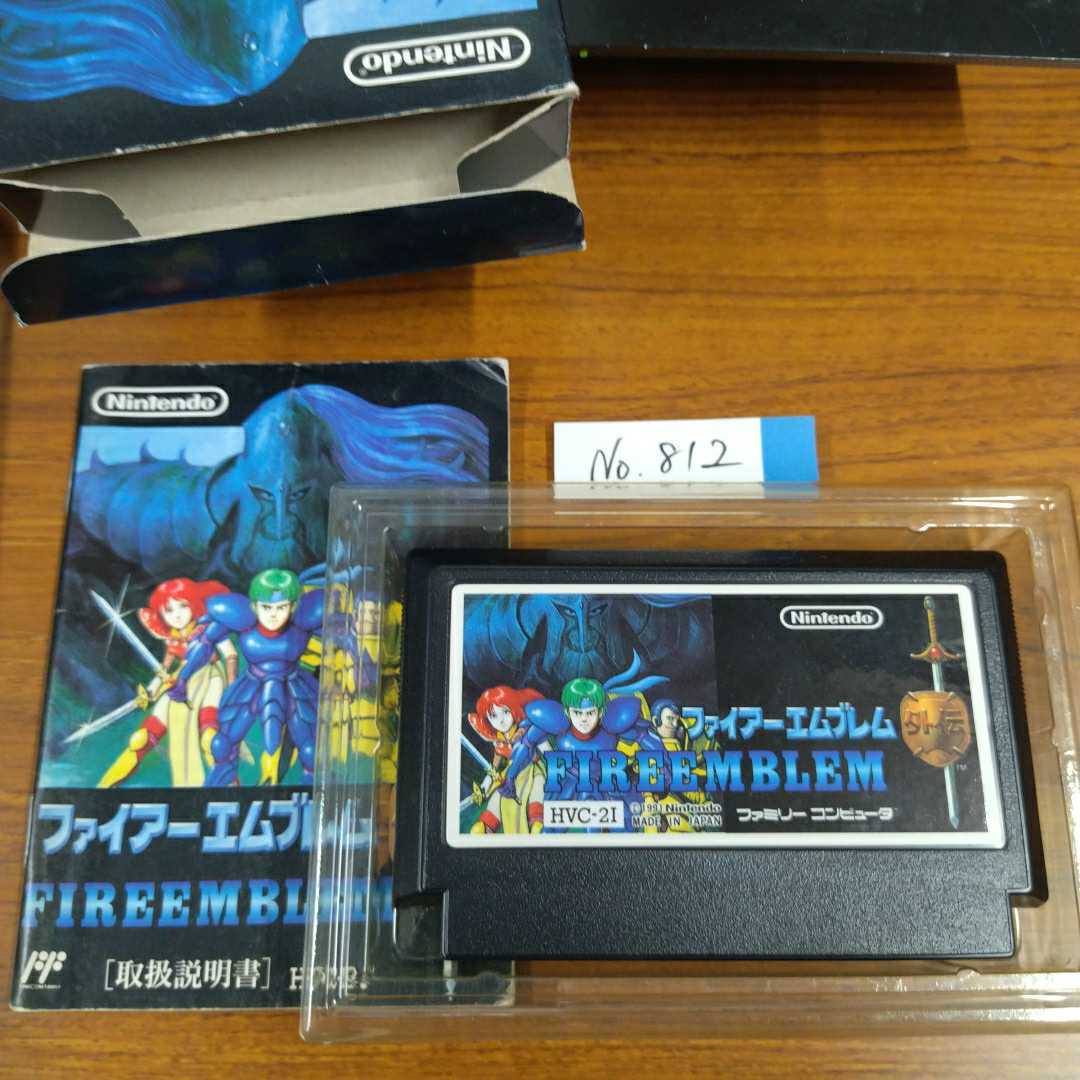 Nintendo
Nintendo
No. 812
Nintendo
ファイアーエムブレム
外伝
FIREEMBLEM
TM
HVC-2I
©1991 Nintendo
MADE IN JAPAN
ファミリー コンピュータ
ファイアーエムブレム
FIREEMBLEM
[取扱説明書]